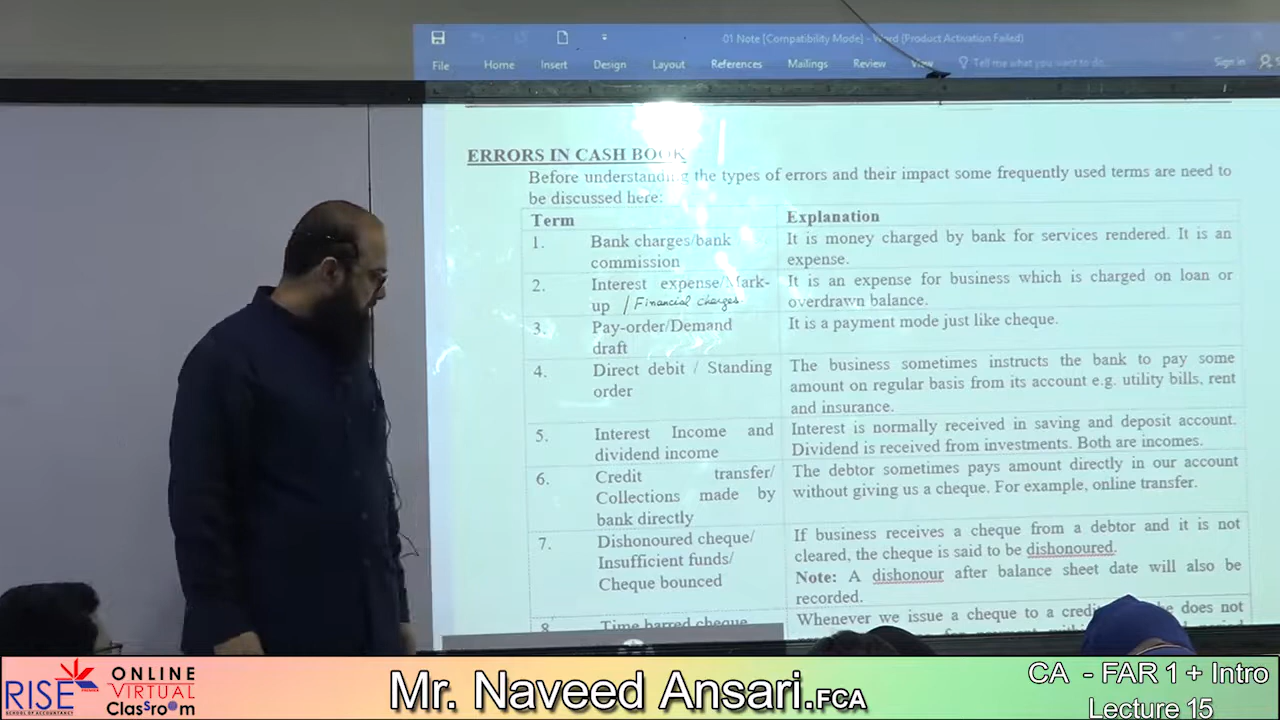 01 Note [Compatibility Mode] - Word (Product Activation Failed)
File Home Insert Design Layout References Mailings Review View Tell me what you want to do... Sign in
ERRORS IN CASH BOOK
Before understanding the types of errors and their impact some frequently used terms are need to
be discussed here:
Term Explanation
1. Bank charges/bank commission
It is money charged by bank for services rendered. It is an
expense.
2. Interest expense/Mark-
up / Financial charges
It is an expense for business which is charged on loan or
overdrawn balance.
3. Pay-order/Demand
draft
It is a payment mode just like cheque.
4. Direct debit / Standing
order
The business sometimes instructs the bank to pay some
amount on regular basis from its account e.g. utility bills, rent
and insurance.
5. Interest Income and
dividend income
Interest is normally received in saving and deposit account.
Dividend is received from investments. Both are incomes.
6. Credit transfer/
Collections made by
bank directly
The debtor sometimes pays amount directly in our account
without giving us a cheque. For example, online transfer.
7. Dishonoured cheque/
Insufficient funds/
Cheque bounced
If business receives a cheque from a debtor and it is not
cleared, the cheque is said to be dishonoured.
Note: A dishonour after balance sheet date will also be
recorded.
8. Time barred cheque
Whenever we issue a cheque to a does not
RISE PREMIER
SCHOOL OF ACCOUNTANCY
ONLINE
VIRTUAL
Classroom
Mr. Naveed Ansari.FCA
CA - FAR 1 + Intro
Lecture 15